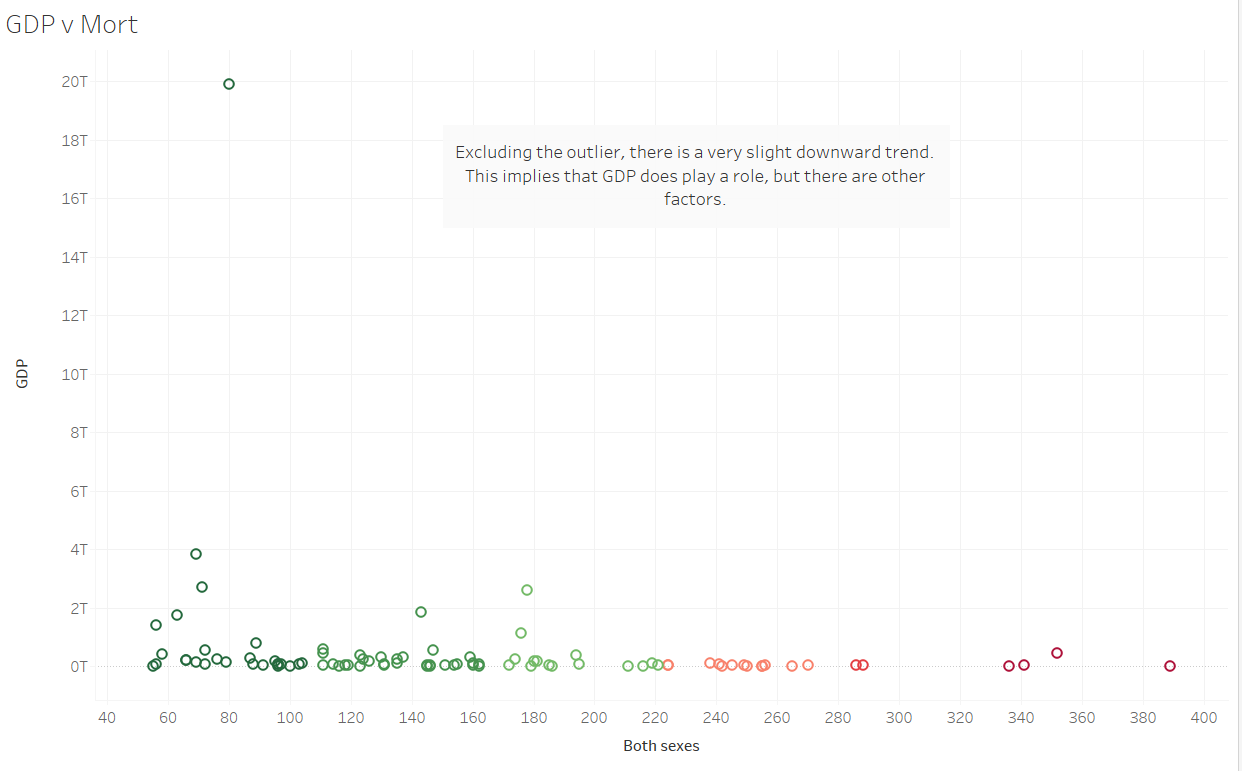 GDP v Mort
20T
18T
16T
14T
12T
10T
8T
6T
4T
2T
0T
GDP
Excluding the outlier, there is a very slight downward trend.
This implies that GDP does play a role, but there are other
factors.
40 60 80 100 120 140 160 180 200 220 240 260 280 300 320 340 360 380 400
Both sexes